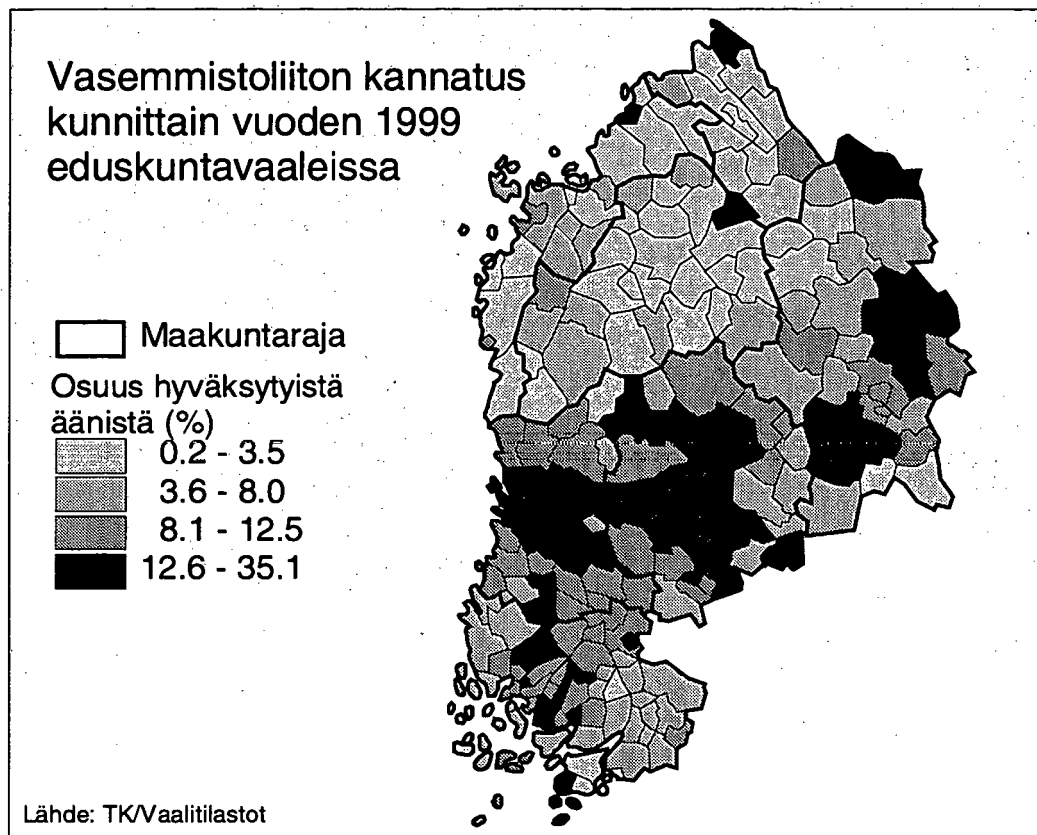 Vasemmistoliiton kannatus
kunnittain vuoden 1999
eduskuntavaaleissa
Maakuntaraja
Osuus hyväksytyistä
äänistä (%)
0.2 - 3.5
3.6 - 8.0
8.1 - 12.5
12.6 - 35.1
Lähde: TK/Vaalitilastot